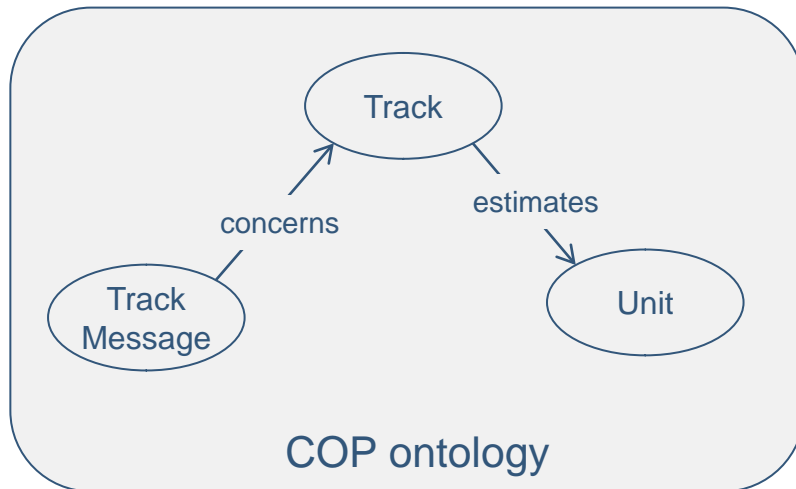 Track
concerns
estimates
Track
Message
Unit
COP ontology